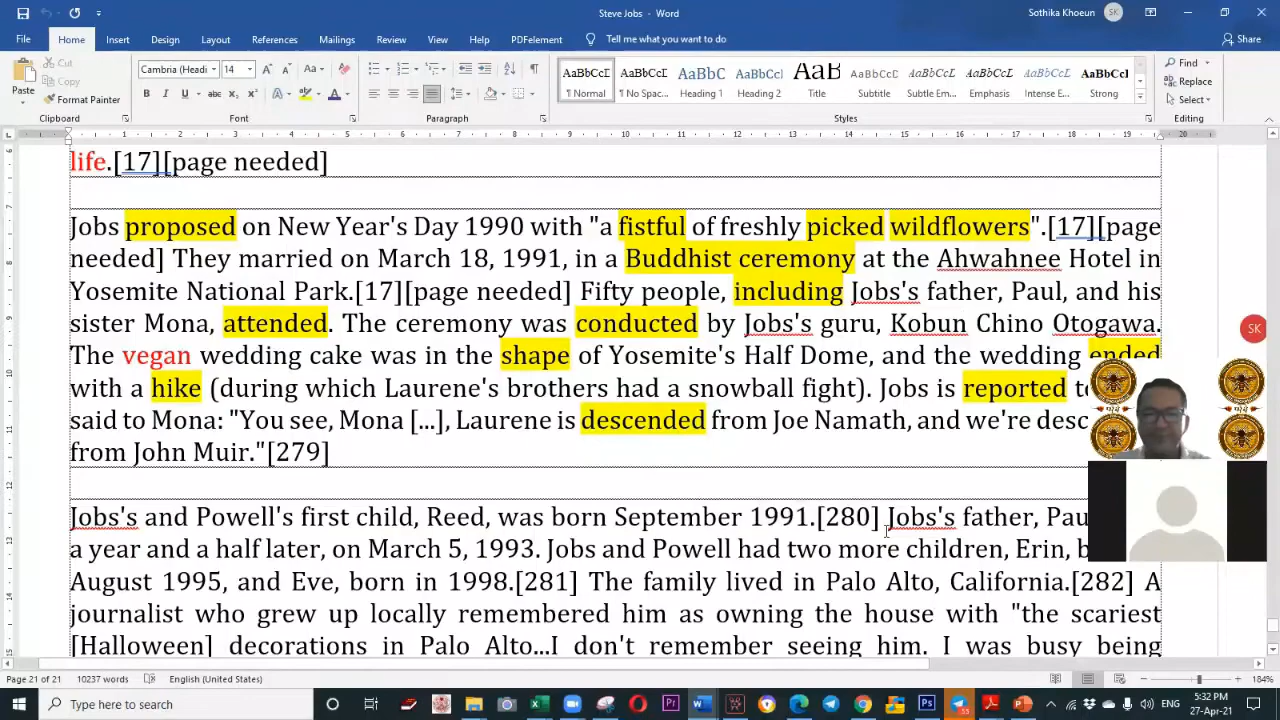 Steve Jobs - Word
Sothika Khoeun SK
File Home Insert Design Layout References Mailings Review View Help PDFelement Tell me what you want to do Share
Paste Cut Copy Format Painter Clipboard
Cambria (Headi 14 Font
Paragraph
AaBbCcI ¶ Normal AaBbCcI ¶ No Spac... AaBbCc Heading 1 AaBbCcI Heading 2 AaB Title AaBbCcI Subtitle AaBbCcI Subtle Em... AaBbCcI Emphasis AaBbCcI Intense E... AaBbCcI Strong Styles
Find Replace Select Editing
life.[17][page needed]
Jobs proposed on New Year's Day 1990 with "a fistful of freshly picked wildflowers".[17][page
needed] They married on March 18, 1991, in a Buddhist ceremony at the Ahwahnee Hotel in
Yosemite National Park.[17][page needed] Fifty people, including Jobs's father, Paul, and his
sister Mona, attended. The ceremony was conducted by Jobs's guru, Kobun Chino Otogawa.
The vegan wedding cake was in the shape of Yosemite's Half Dome, and the wedding ended
with a hike (during which Laurene's brothers had a snowball fight). Jobs is reported
said to Mona: "You see, Mona [...], Laurene is descended from Joe Namath, and we're desc
from John Muir."[279]
Jobs's and Powell's first child, Reed, was born September 1991.[280] Jobs's father, Pau
a year and a half later, on March 5, 1993. Jobs and Powell had two more children, Erin, b
August 1995, and Eve, born in 1998.[281] The family lived in Palo Alto, California.[282] A
journalist who grew up locally remembered him as owning the house with "the scariest
[Halloween] decorations in Palo Alto...I don't remember seeing him. I was busy being
SK
Page 21 of 21 10237 words English (United States) 184%
Type here to search
ENG 5:32 PM
27-Apr-21